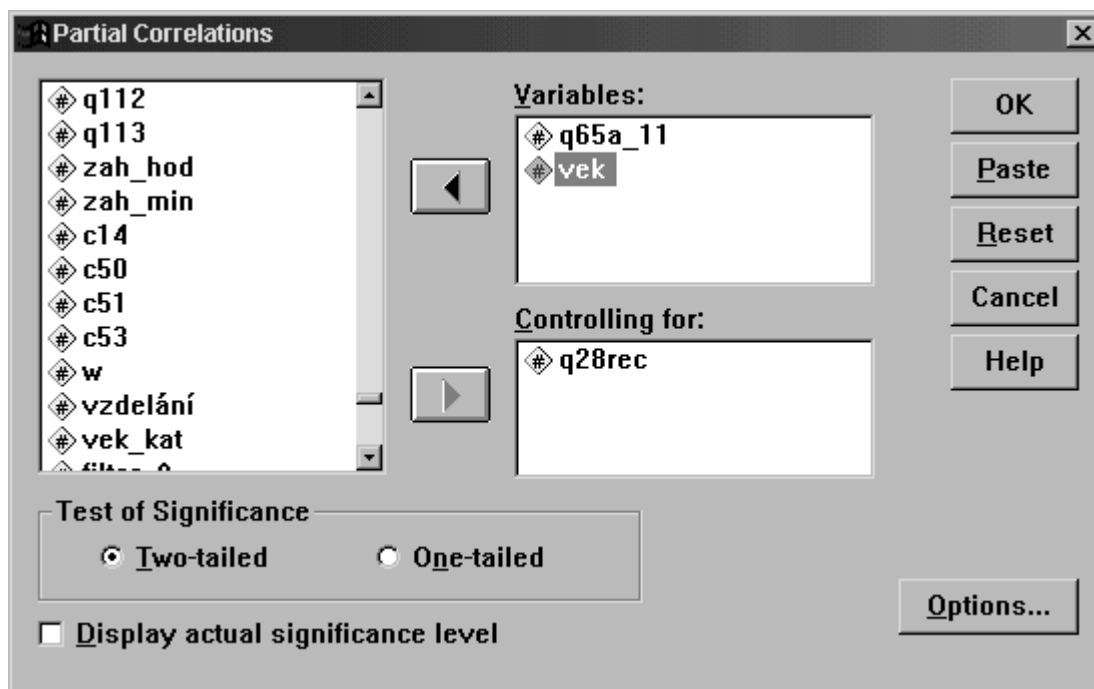 Partial Correlations
q112
q113
zah_hod
zah_min
c14
c50
c51
c53
w
vzdelání
vek_kat
Variables:
q65a_11
vek
Controlling for:
q28rec
OK
Paste
Reset
Cancel
Help
Test of Significance
Two-tailed
One-tailed
Display actual significance level
Options...